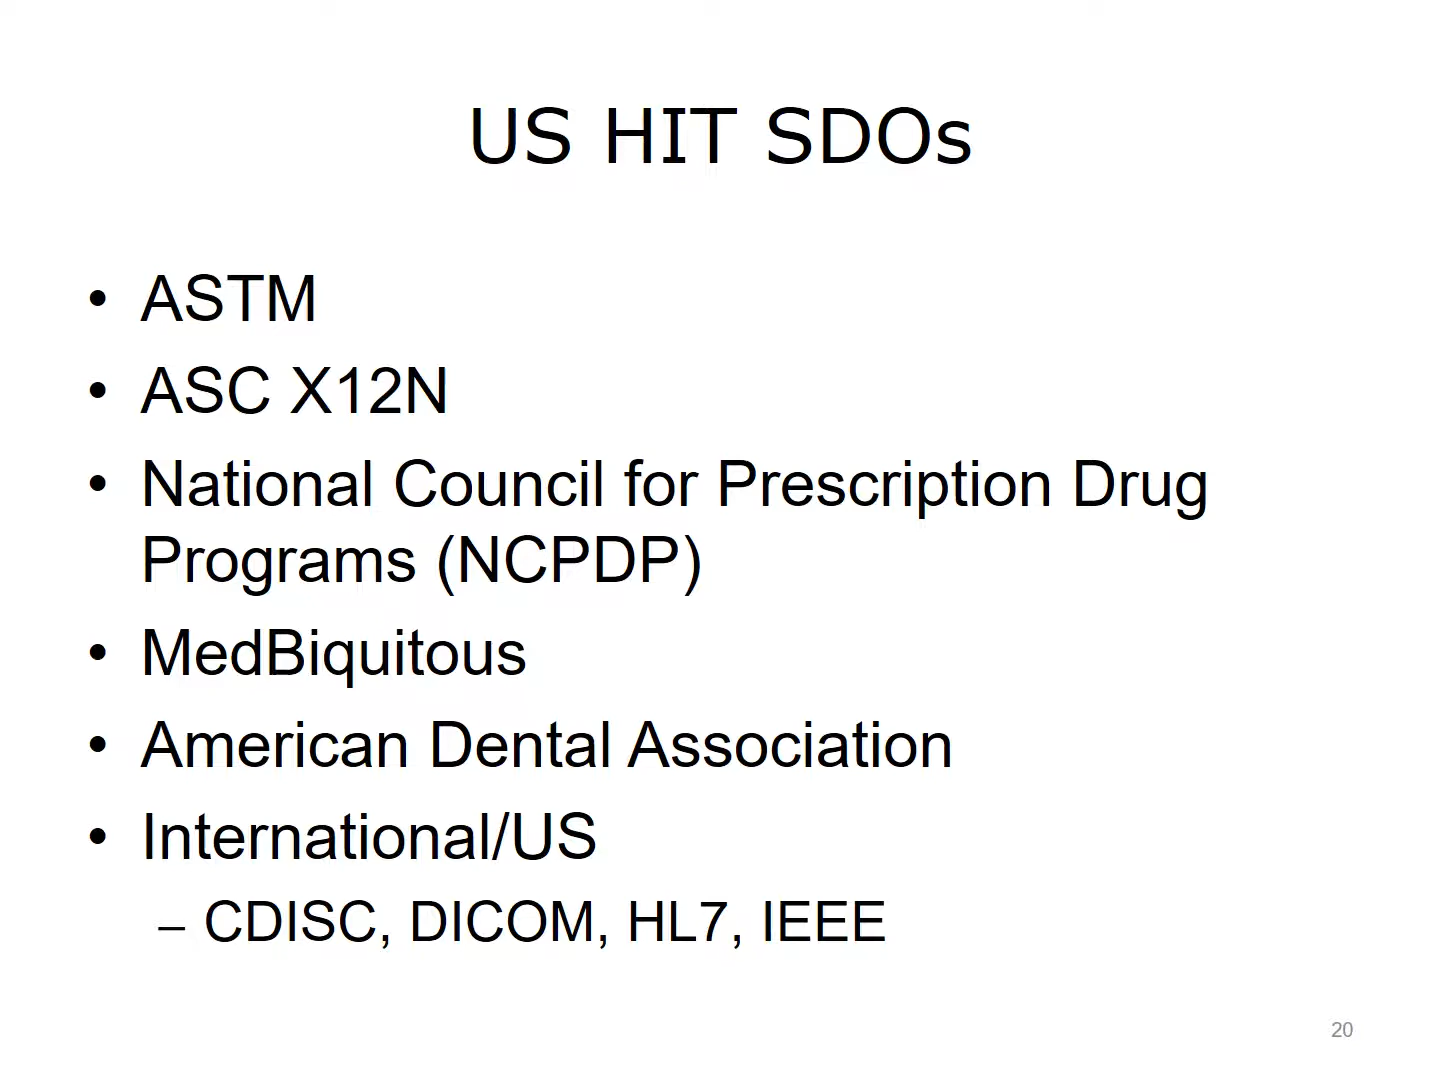 US HIT SDOs
• ASTM
• ASC X12N
• National Council for Prescription Drug
Programs (NCPDP)
• MedBiquitous
• American Dental Association
• International/US
– CDISC, DICOM, HL7, IEEE
20